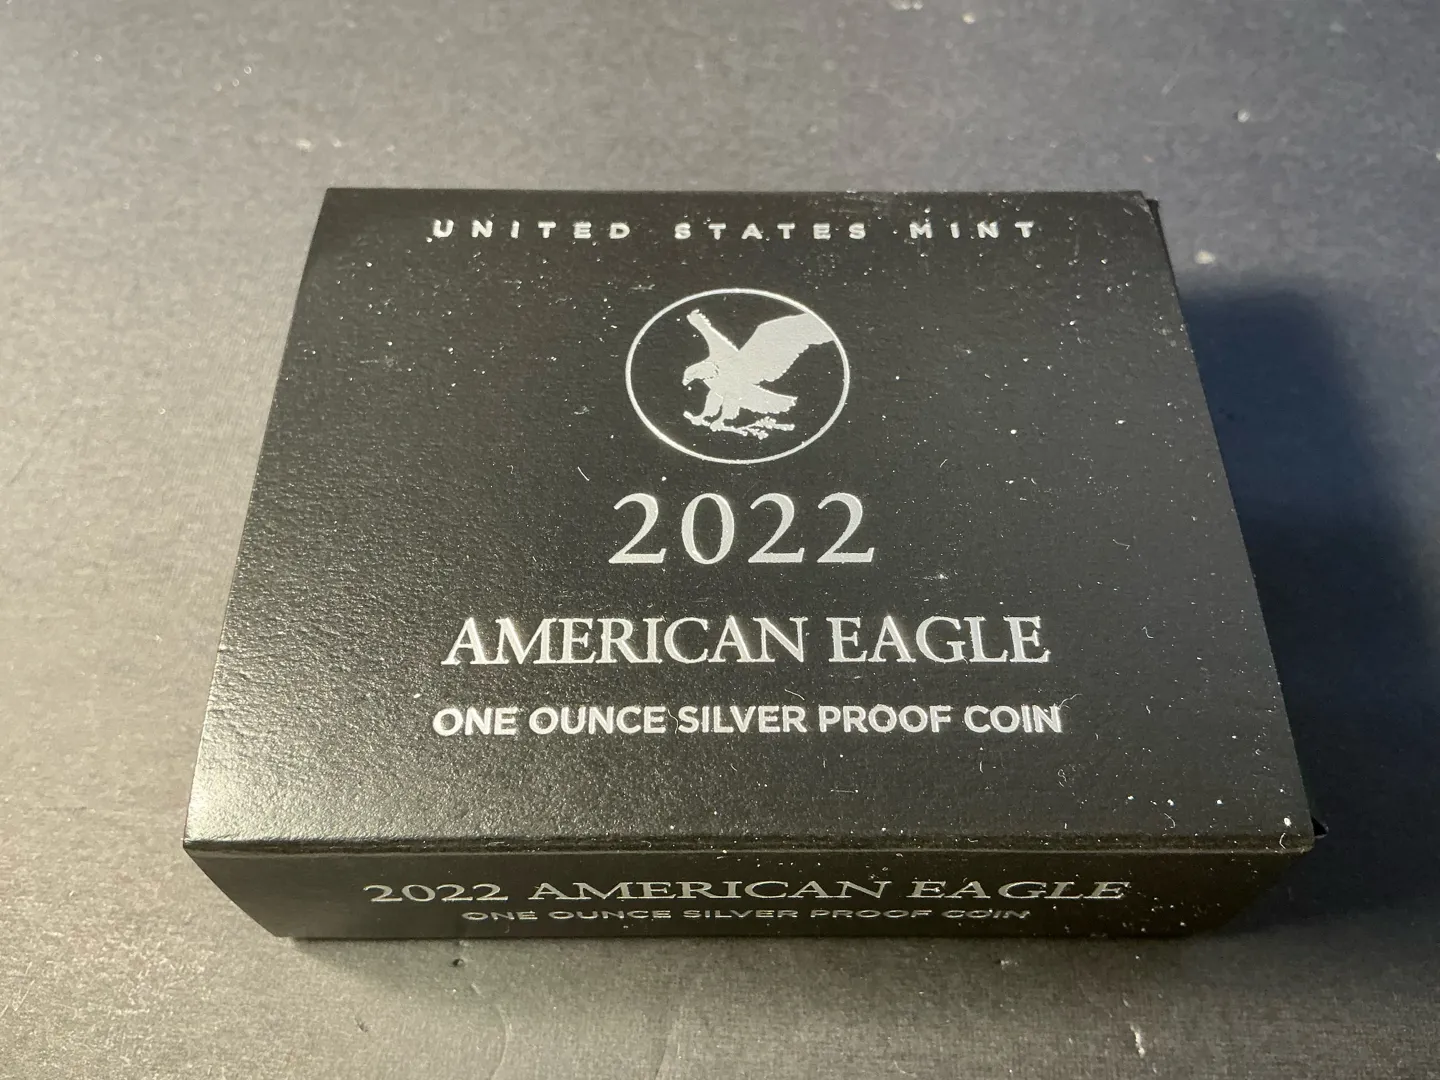 UNITED STATES MINT
2022
AMERICAN EAGLE
ONE OUNCE SILVER PROOF COIN
2022 AMERICAN EAGLE
ONE OUNCE SILVER PROOF COIN